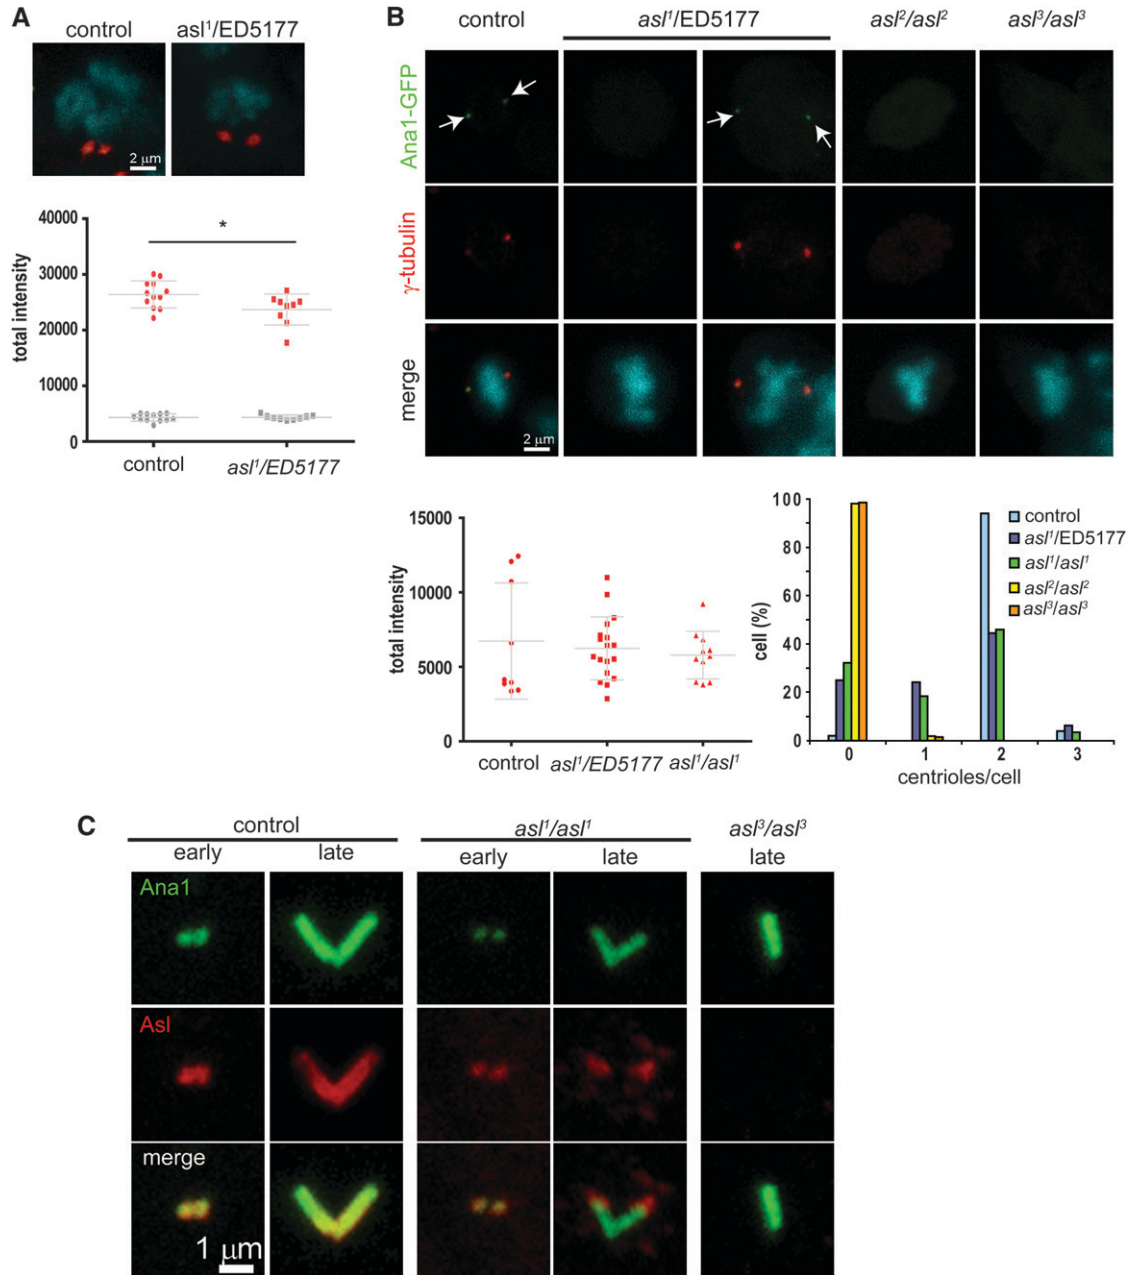 A
control asl¹/ED5177
2 μm
40000
30000
20000
10000
0
total intensity
*
control asl¹/ED5177
B
control asl¹/ED5177 asl²/asl² asl³/asl³
Ana1-GFP
γ-tubulin
merge
2 μm
15000
10000
5000
0
total intensity
control asl¹/ED5177 asl¹/asl¹
100
80
60
40
20
0
cell (%)
0 1 2 3
centrioles/cell
control
asl¹/ED5177
asl¹/asl¹
asl²/asl²
asl³/asl³
C
control asl¹/asl¹ asl³/asl³
early late early late late
Ana1
Asl
merge
1 μm